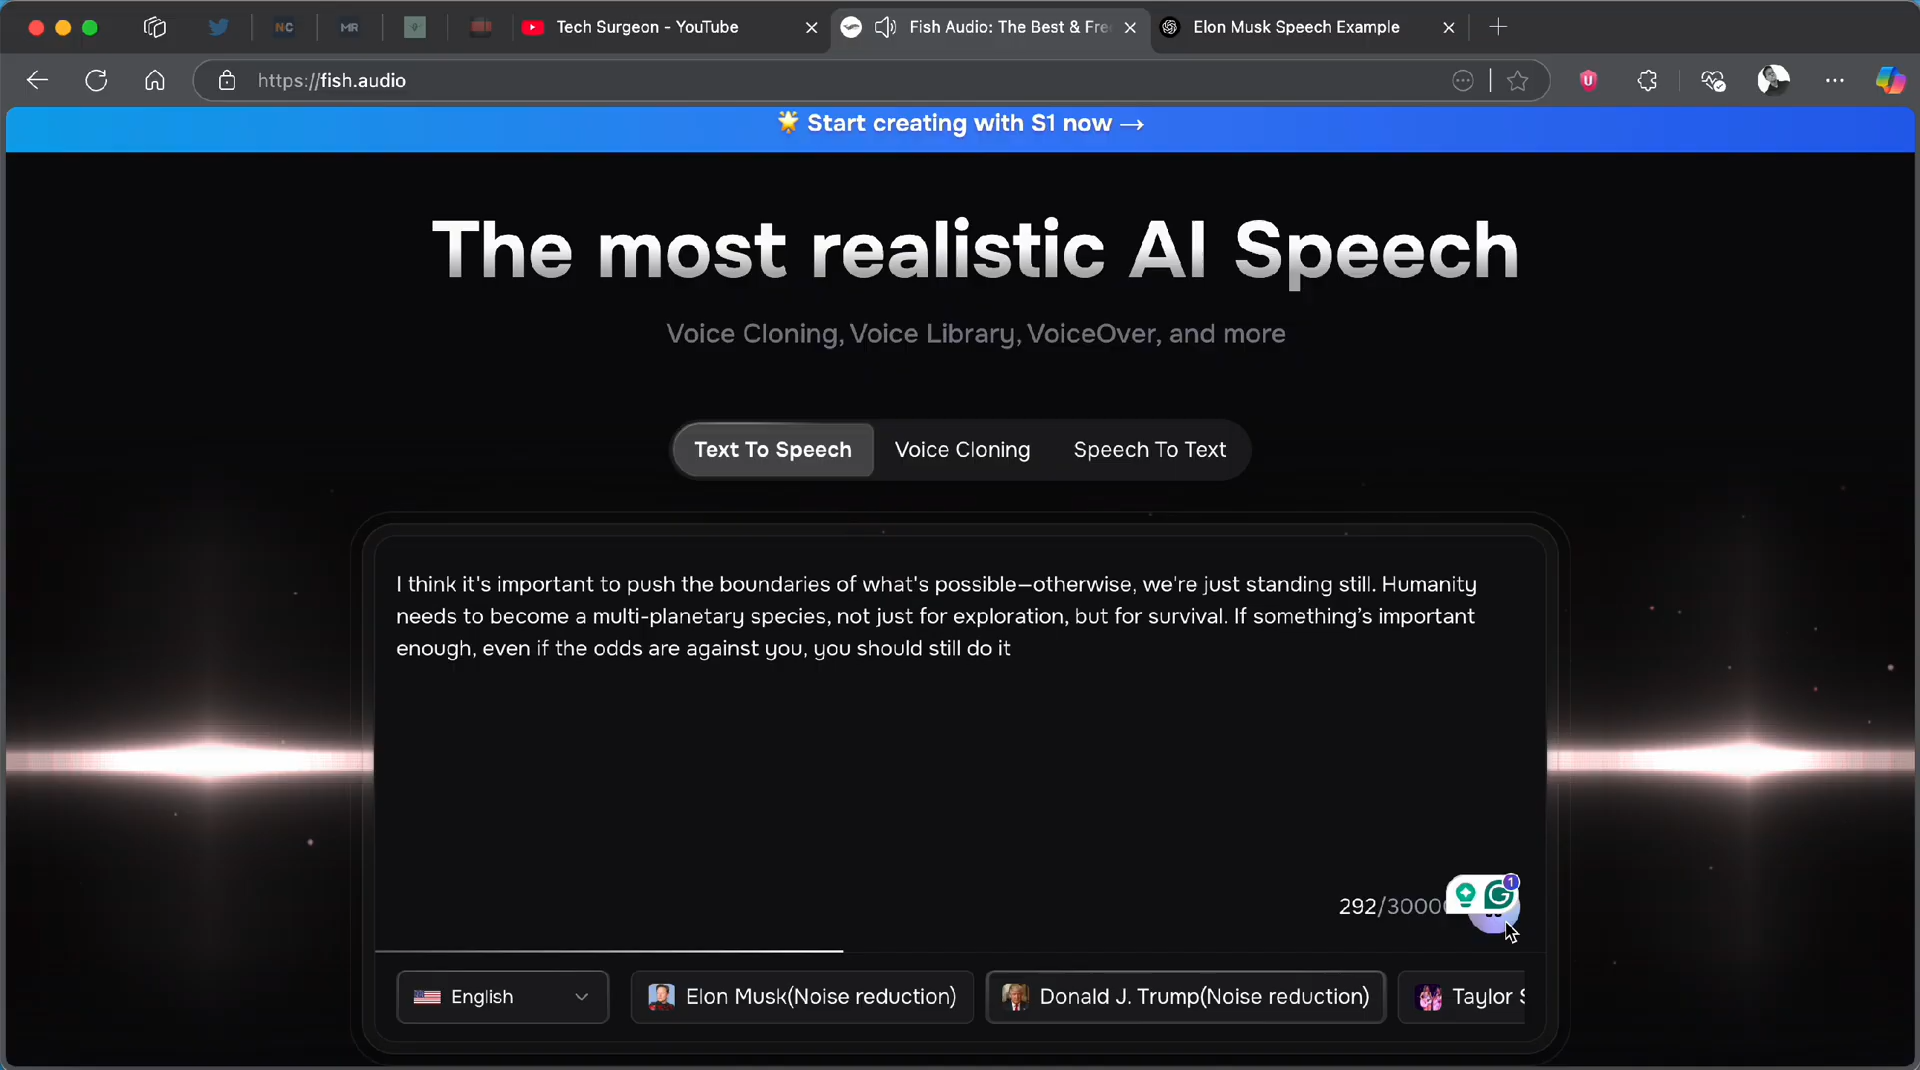 NC
MR
Tech Surgeon - YouTube
Fish Audio: The Best & Fre
Elon Musk Speech Example
https://fish.audio
🌟 Start creating with S1 now →
The most realistic AI Speech
Voice Cloning, Voice Library, VoiceOver, and more
Text To Speech
Voice Cloning
Speech To Text
I think it's important to push the boundaries of what's possible—otherwise, we're just standing still. Humanity
needs to become a multi-planetary species, not just for exploration, but for survival. If something’s important
enough, even if the odds are against you, you should still do it
292/3000
1
English
Elon Musk(Noise reduction)
Donald J. Trump(Noise reduction)
Taylor